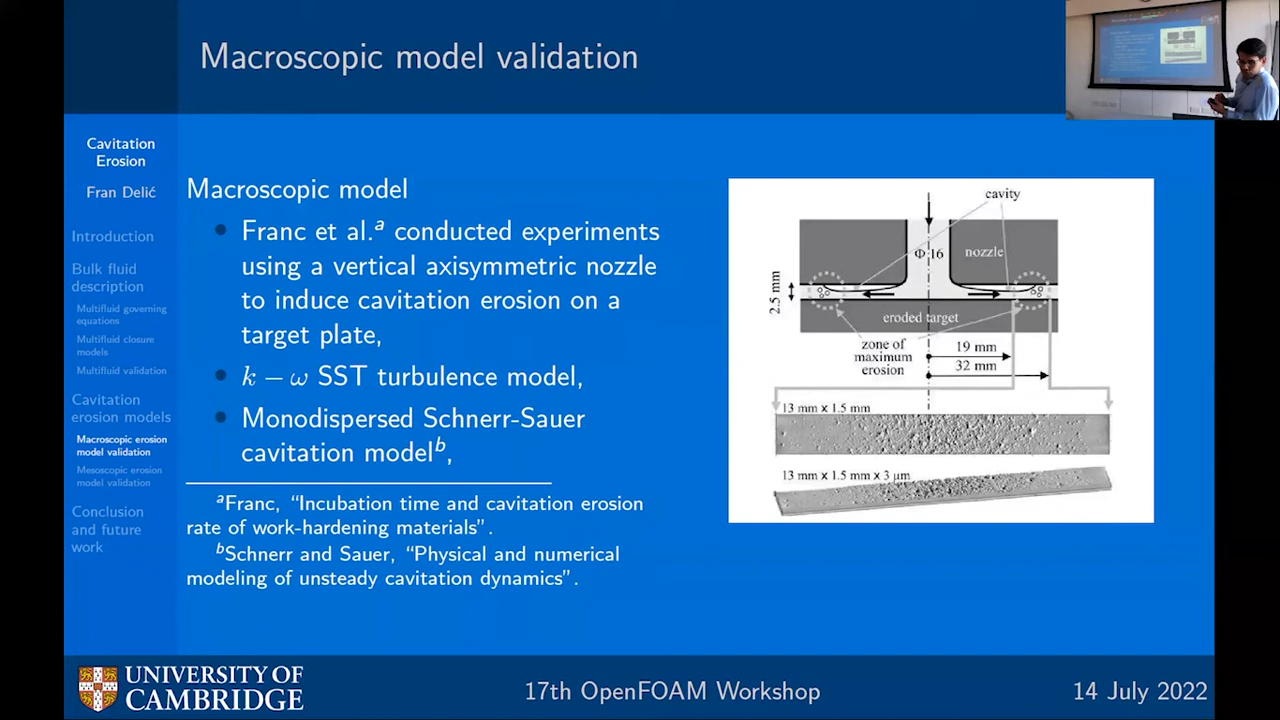 Macroscopic model validation
Cavitation
Erosion
Fran Delić
Introduction
Bulk fluid
description
Multifluid governing
equations
Multifluid closure
models
Multifluid validation
Cavitation
erosion models
Macroscopic erosion
model validation
Mesoscopic erosion
model validation
Conclusion
and future
work
Macroscopic model
• Franc et al.ᵃ conducted experiments
using a vertical axisymmetric nozzle
to induce cavitation erosion on a
target plate,
• k − ω SST turbulence model,
• Monodispersed Schnerr-Sauer
cavitation modelᵇ,
ᵃFranc, “Incubation time and cavitation erosion
rate of work-hardening materials”.
ᵇSchnerr and Sauer, “Physical and numerical
modeling of unsteady cavitation dynamics”.
cavity
Φ 16
nozzle
2.5 mm
eroded target
zone of
maximum
erosion
19 mm
32 mm
13 mm x 1.5 mm
13 mm x 1.5 mm x 3 μm
UNIVERSITY OF
CAMBRIDGE
17th OpenFOAM Workshop
14 July 2022